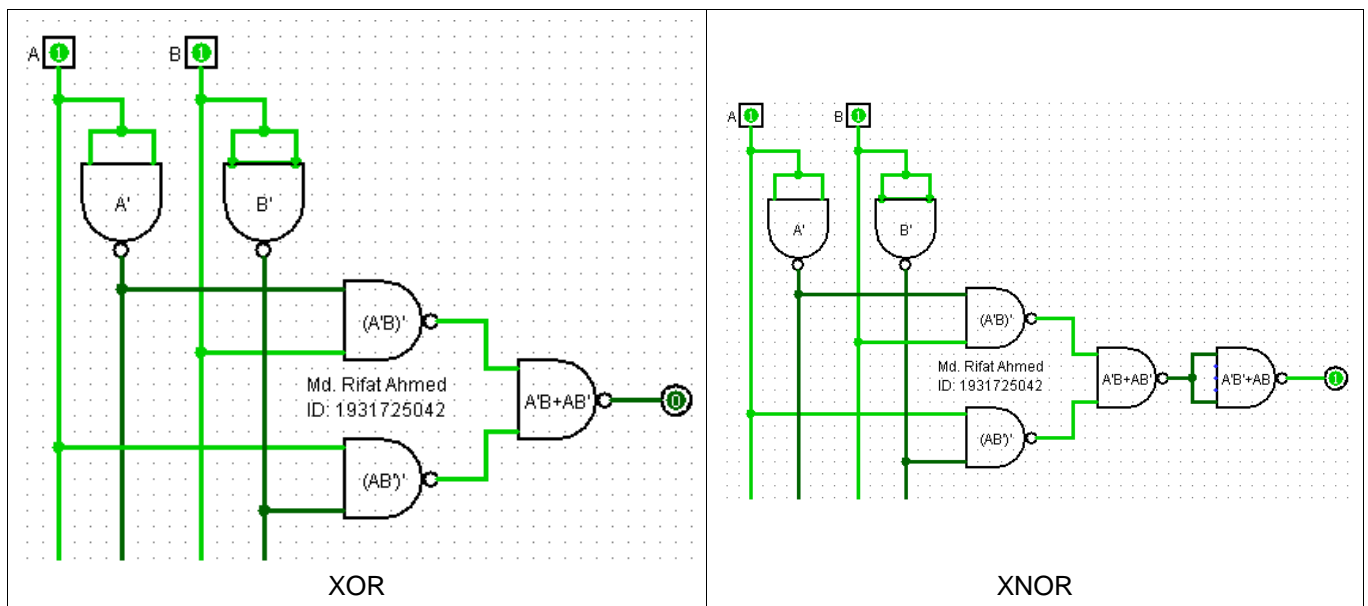 A 1
B 1
A'
B'
(A'B)'
Md. Rifat Ahmed
ID: 1931725042
A'B+AB'
0
(AB')'
XOR
A 1
B 1
A'
B'
(A'B)'
Md. Rifat Ahmed
ID: 1931725042
A'B+AB'
A'B'+AB
1
(AB')'
XNOR